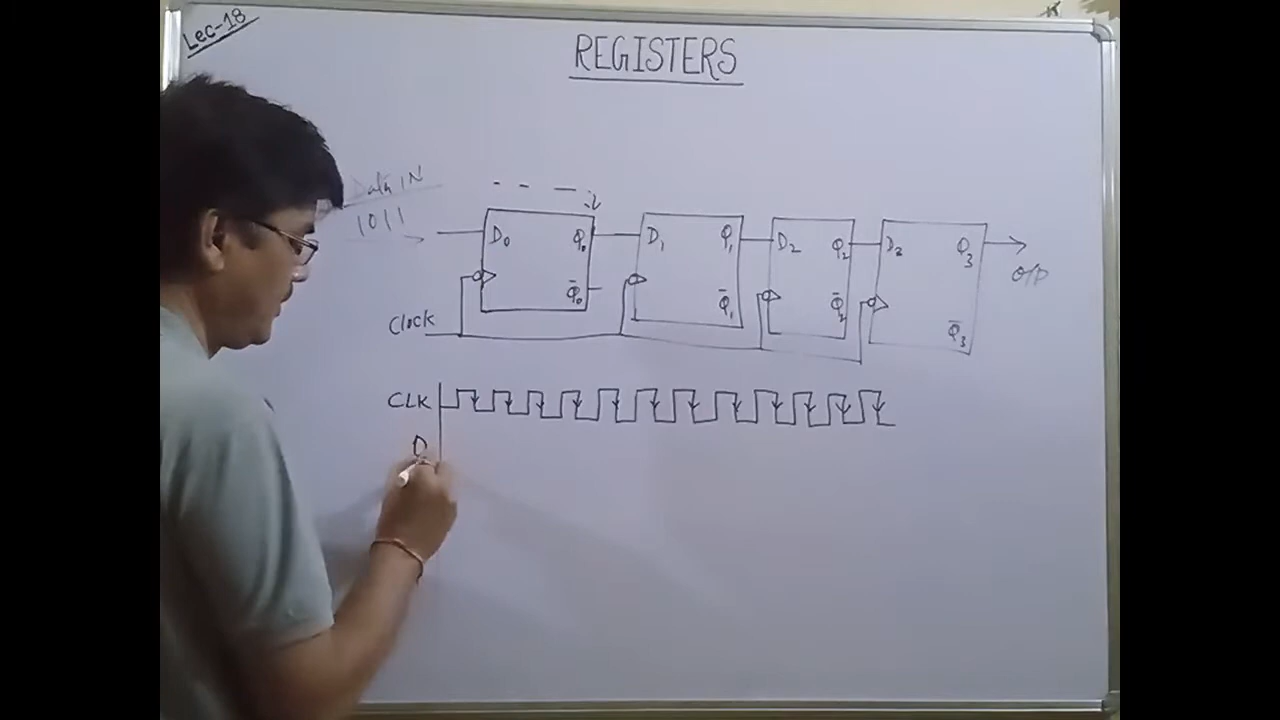 Lec-18
REGISTERS
Data IN
1011
D₀ Q₀ D₁ Q₁ D₂ Q₂ D₃ Q₃
O/P
Q̅₀ Q̅₁ Q̅₂ Q̅₃
Clock
CLK
D